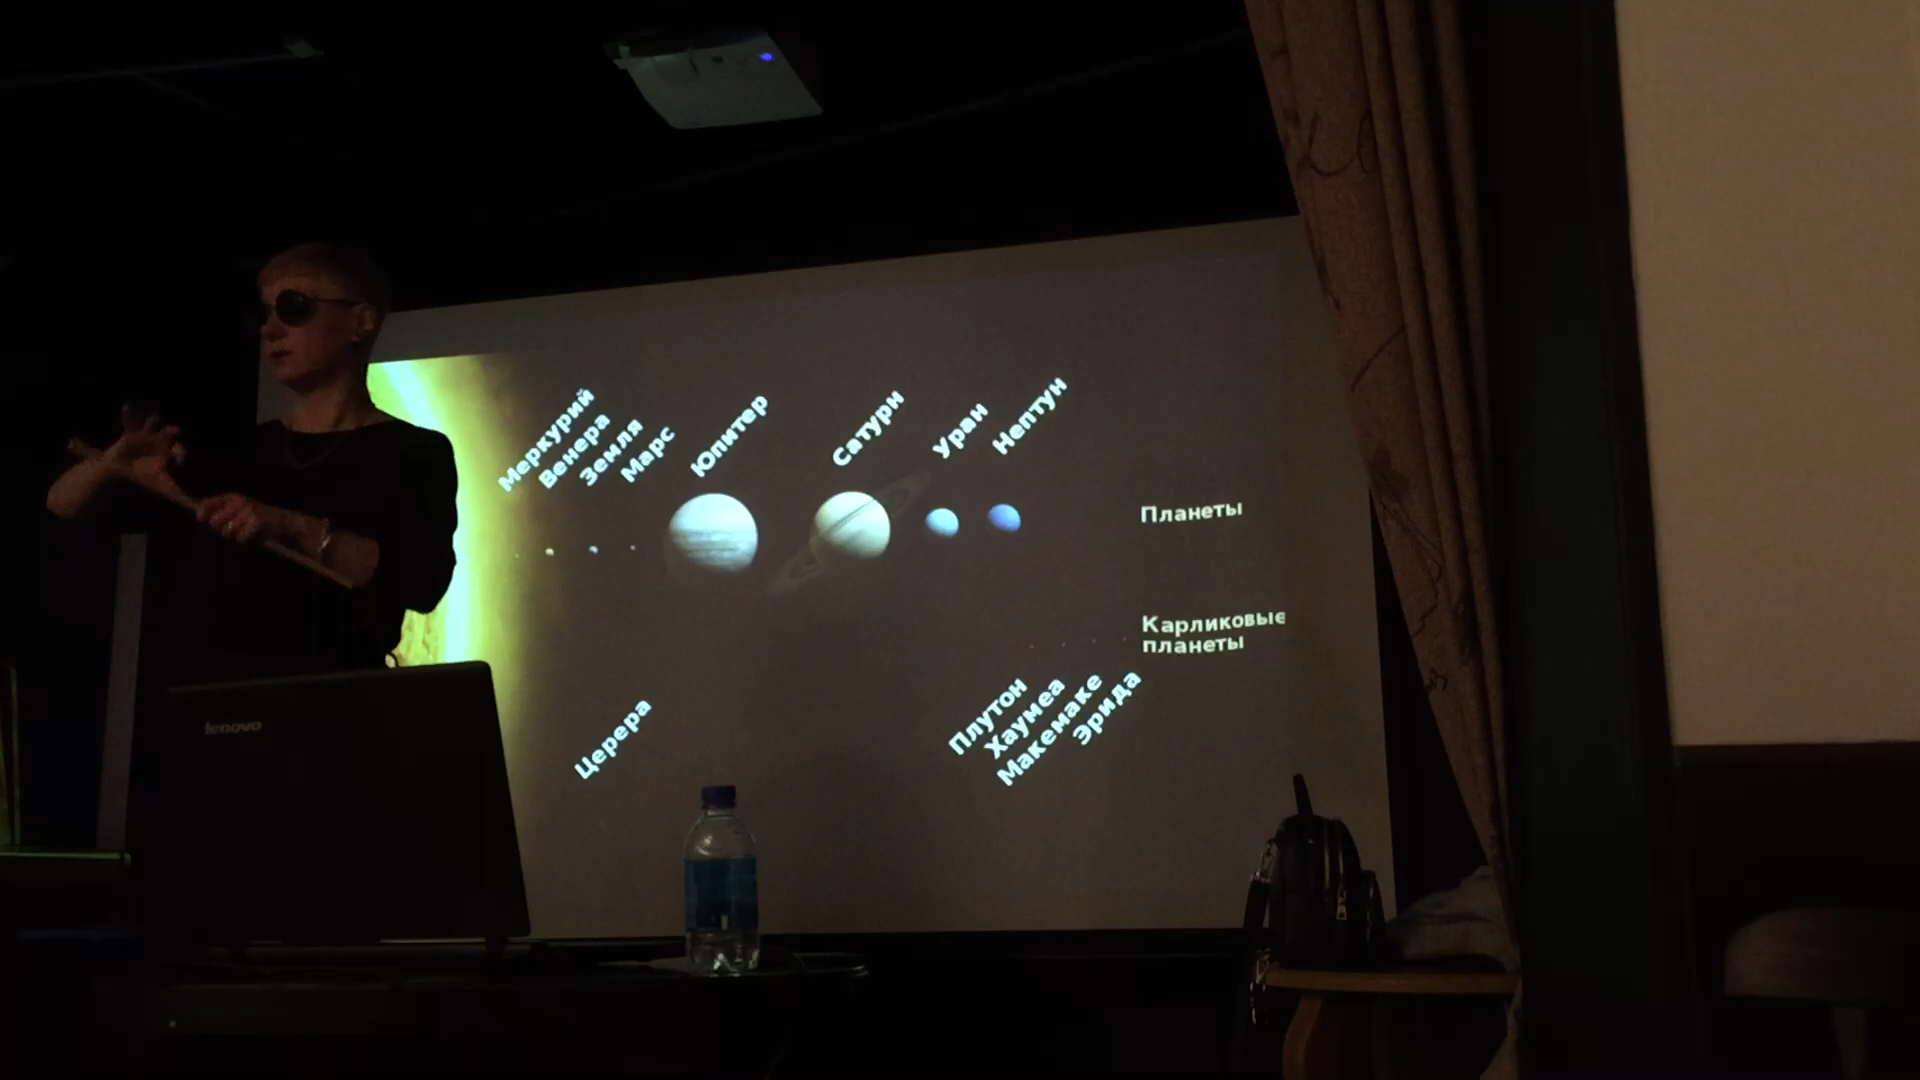 Меркурий
Венера
Земля
Марс
Юпитер
Сатурн
Уран
Нептун
Планеты
Карликовые
планеты
Церера
Плутон
Хаумеа
Макемаке
Эрида
lenovo